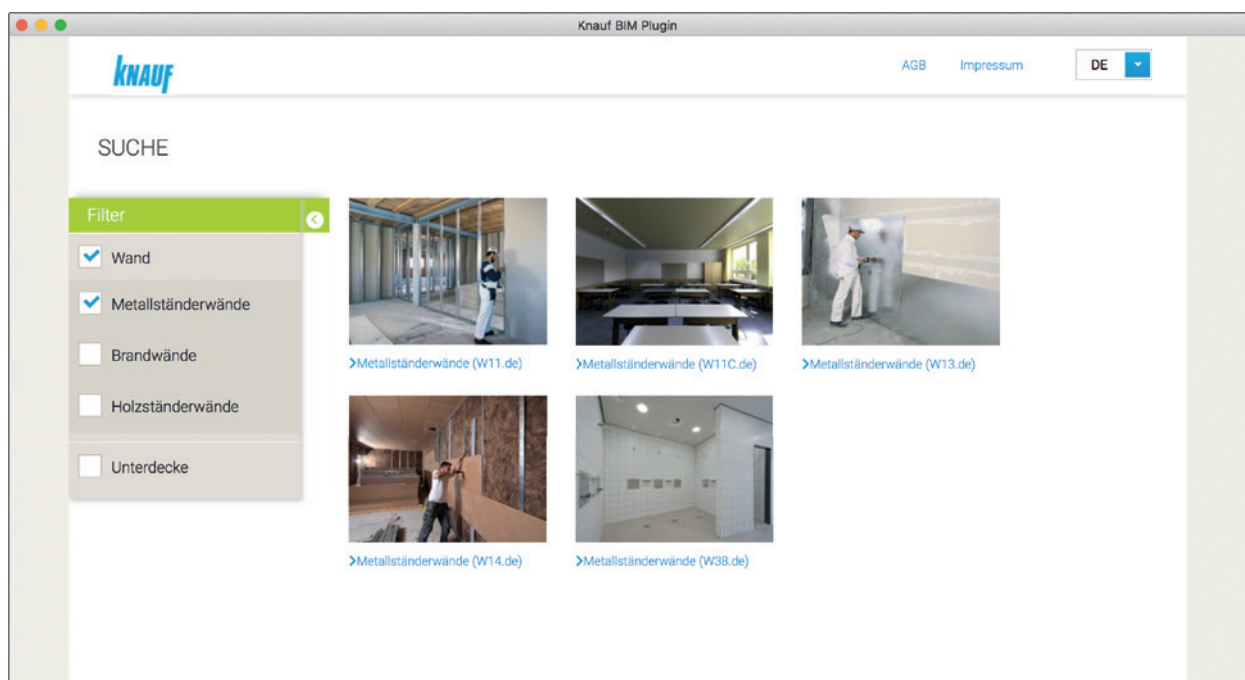 Knauf BIM Plugin
KNAUF
AGB Impressum DE
SUCHE
Filter
Wand
Metallständerwände
Brandwände
Holzständerwände
Unterdecke
Metallständerwände (W11.de)
Metallständerwände (W11C.de)
Metallständerwände (W13.de)
Metallständerwände (W14.de)
Metallständerwände (W38.de)